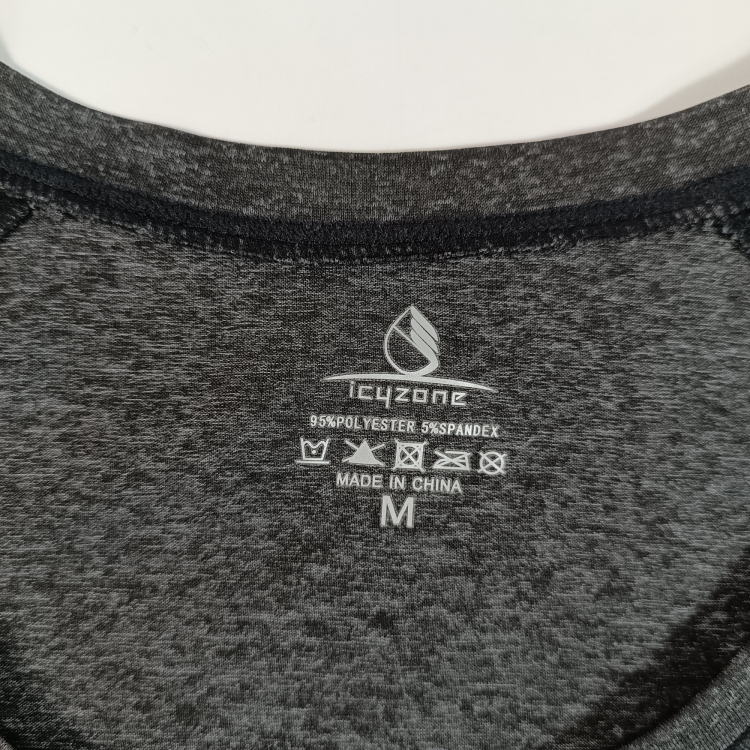 icyzone
95%POLYESTER 5%SPANDEX
MADE IN CHINA
M